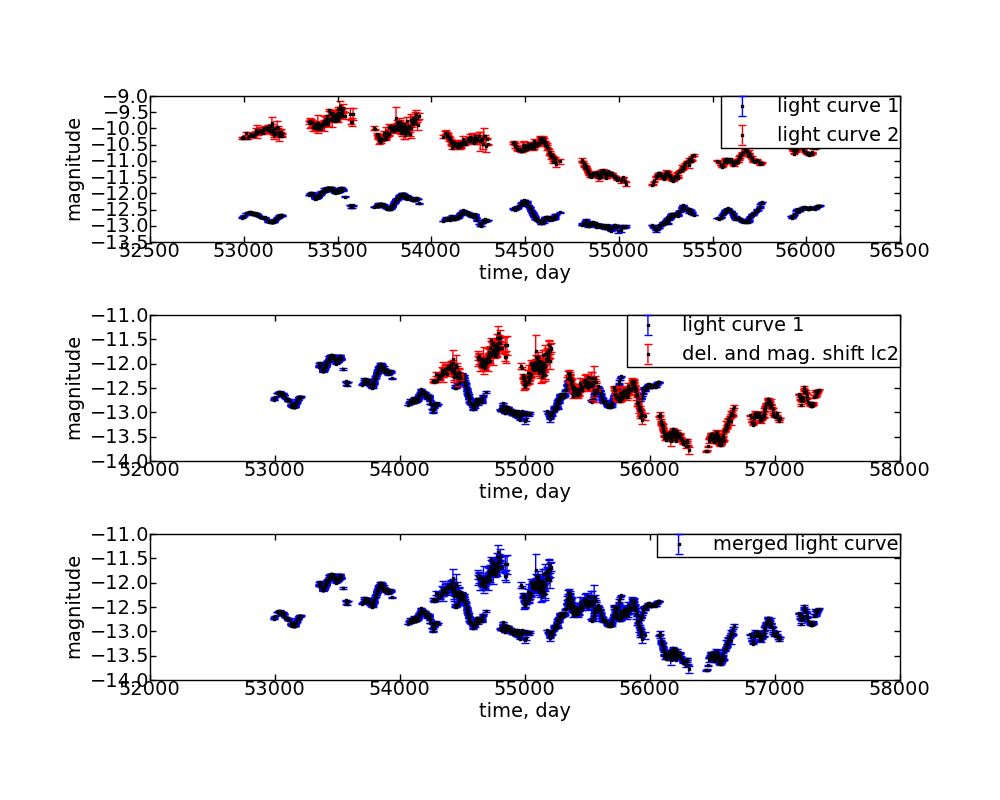 −9.0
−9.5
−10.0
−10.5
−11.0
−11.5
−12.0
−12.5
−13.0
−13.5
magnitude
light curve 1
light curve 2
52500 53000 53500 54000 54500 55000 55500 56000 56500
time, day
−11.0
−11.5
−12.0
−12.5
−13.0
−13.5
−14.0
magnitude
light curve 1
del. and mag. shift lc2
52000 53000 54000 55000 56000 57000 58000
time, day
−11.0
−11.5
−12.0
−12.5
−13.0
−13.5
−14.0
magnitude
merged light curve
52000 53000 54000 55000 56000 57000 58000
time, day